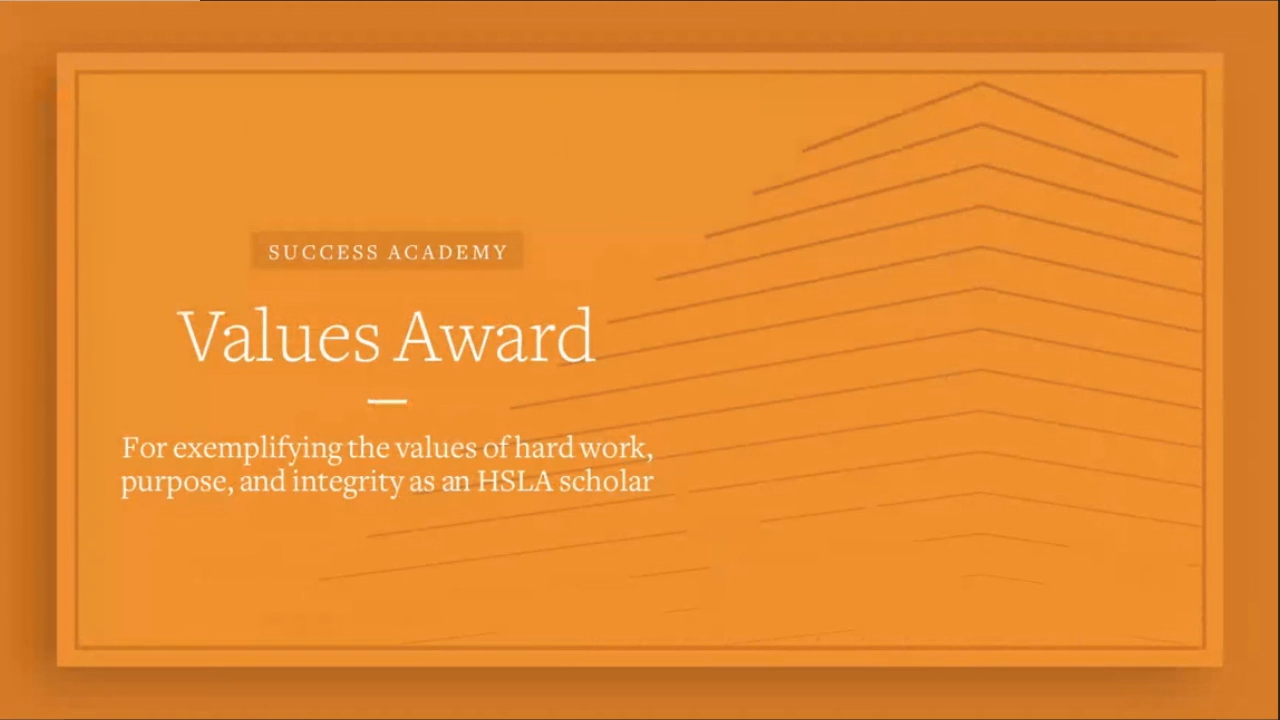 SUCCESS ACADEMY
Values Award
For exemplifying the values of hard work,
purpose, and integrity as an HSLA scholar